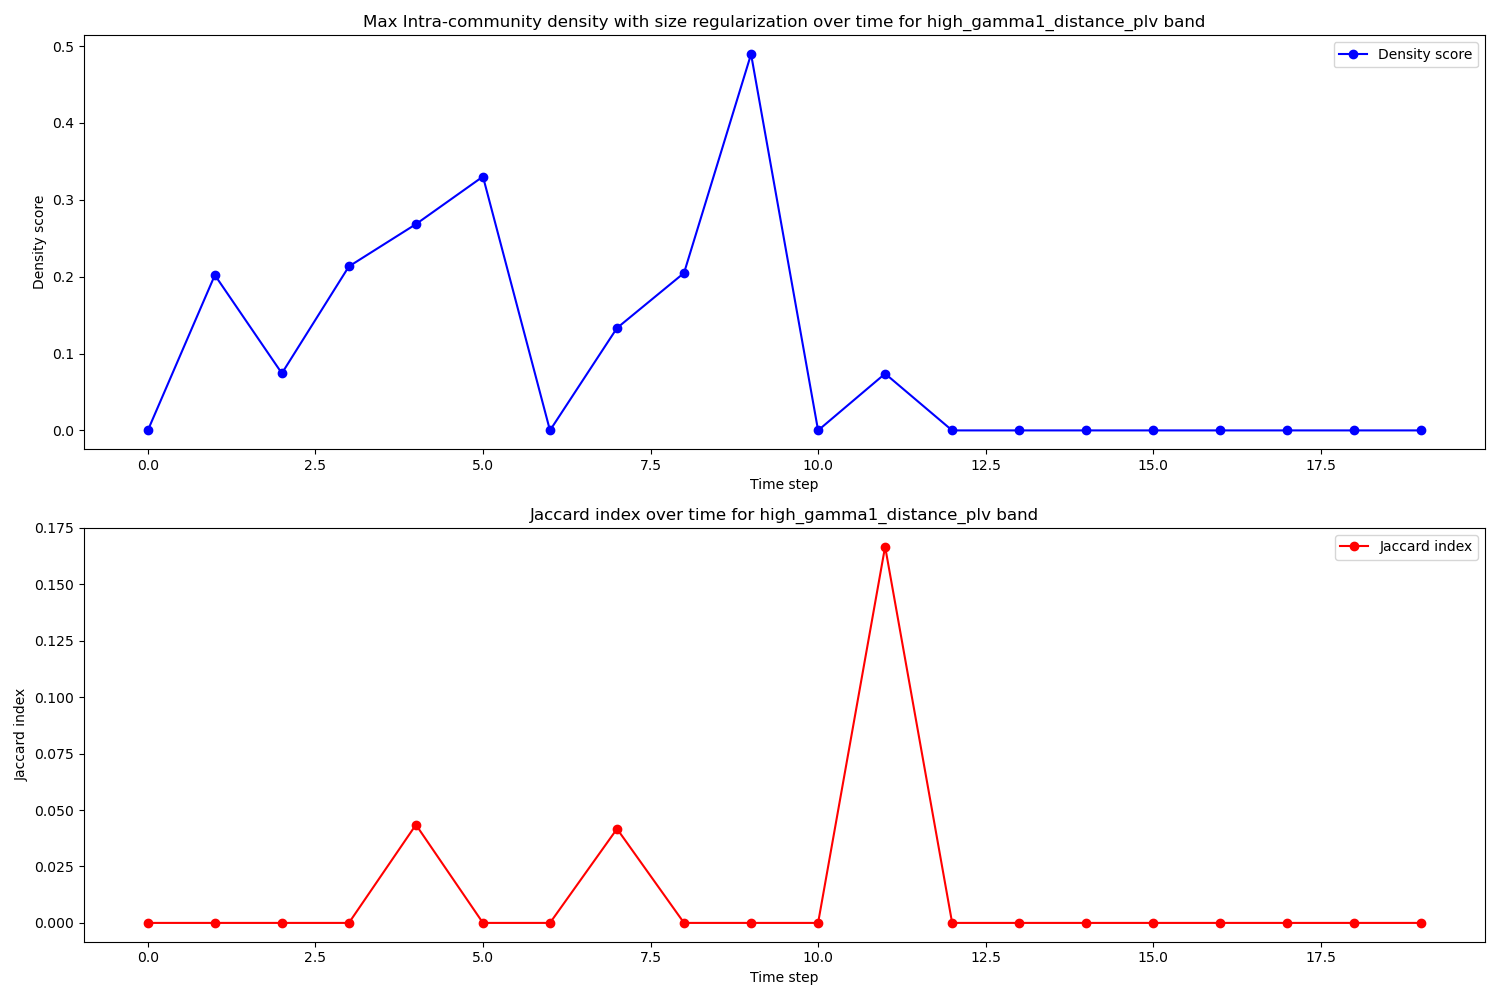 Max Intra-community density with size regularization over time for high_gamma1_distance_plv band
Density score
0.5
0.4
0.3
0.2
0.1
0.0
Density score
0.0 2.5 5.0 7.5 10.0 12.5 15.0 17.5
Time step
Jaccard index over time for high_gamma1_distance_plv band
Jaccard index
0.175
0.150
0.125
0.100
0.075
0.050
0.025
0.000
Jaccard index
0.0 2.5 5.0 7.5 10.0 12.5 15.0 17.5
Time step